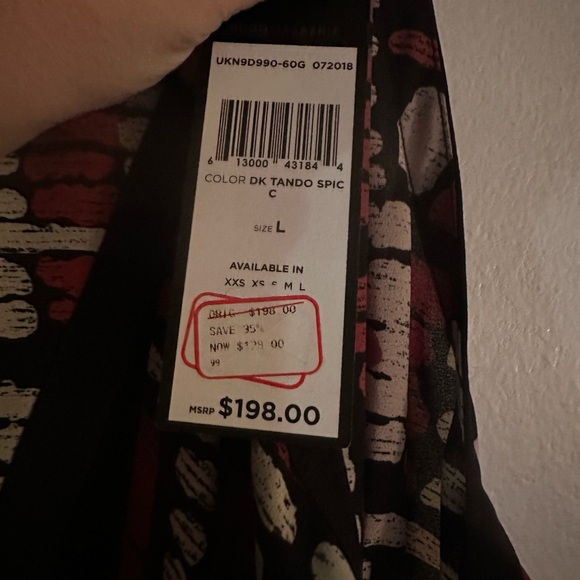 UKN9D990-60G 072018
6 13000 43184 4
COLOR DK TANDO SPIC
C
SIZE L
AVAILABLE IN
XXS XS S M L
ORIG $198.00
SAVE 35%
NOW $128.00
99
MSRP $198.00